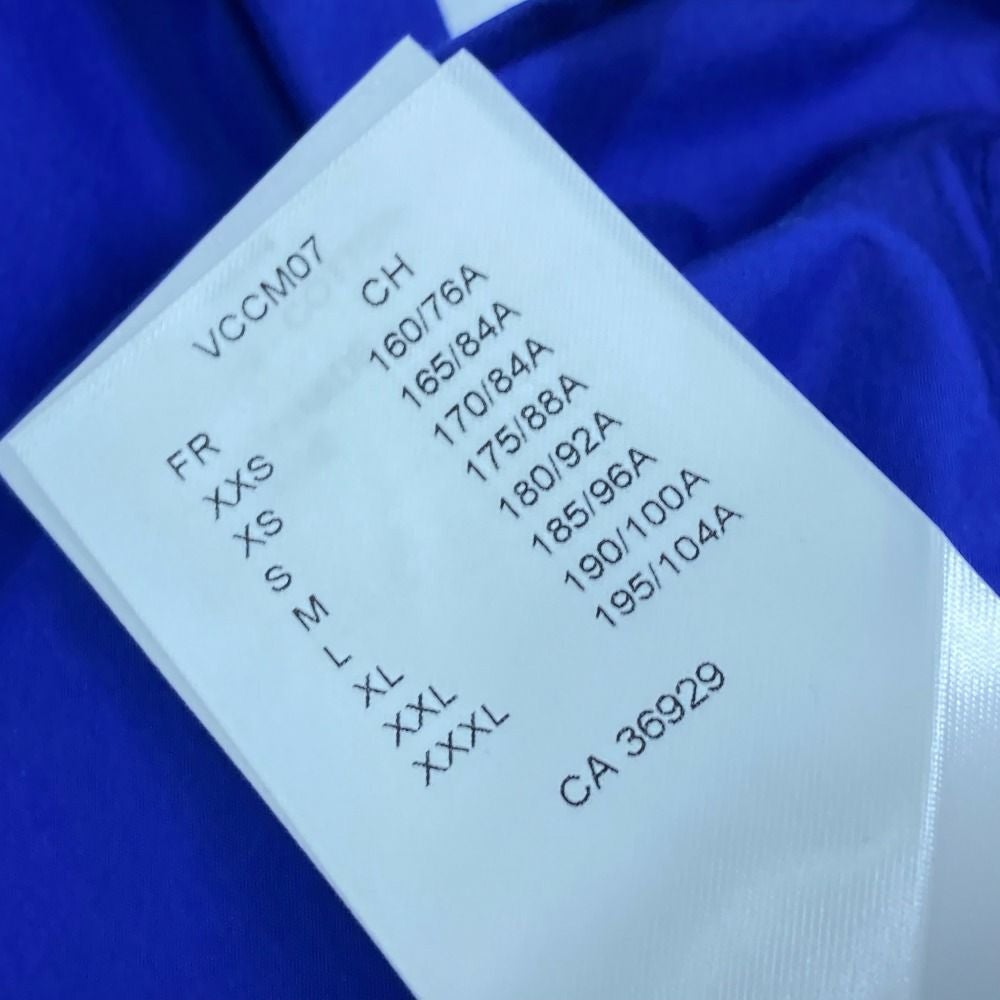 VCCM07
FR CH
XXS 160/76A
XS 165/84A
S 170/84A
M 175/88A
L 180/92A
XL 185/96A
XXL 190/100A
XXXL 195/104A
CA 36929